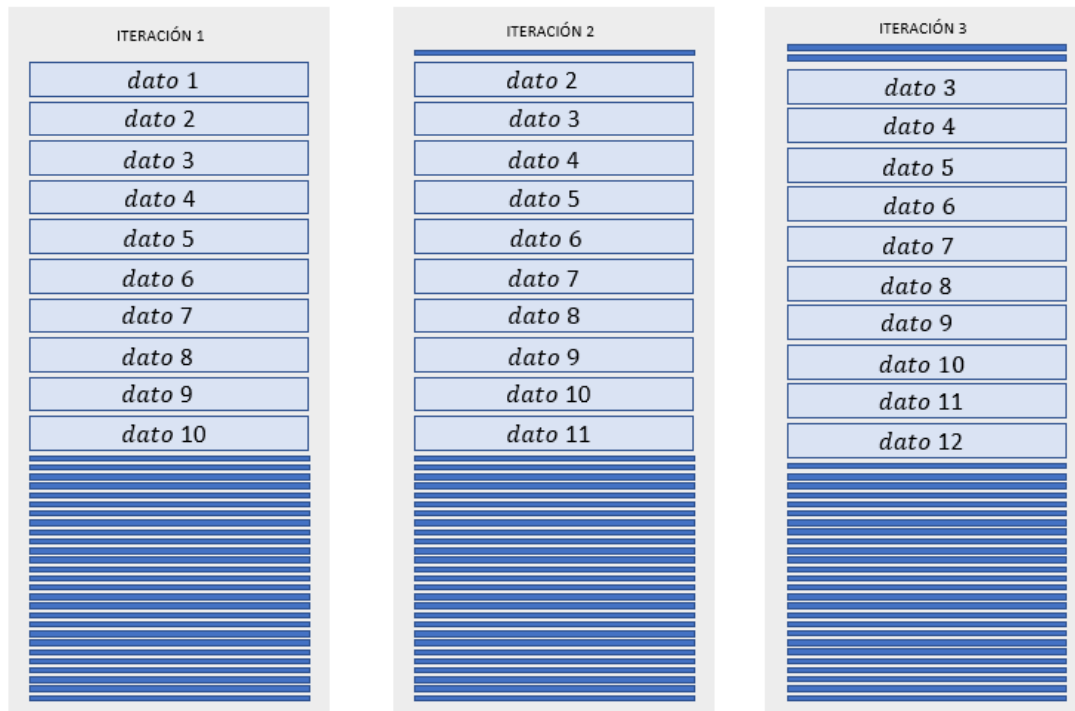 ITERACIÓN 1
dato 1
dato 2
dato 3
dato 4
dato 5
dato 6
dato 7
dato 8
dato 9
dato 10
ITERACIÓN 2
dato 2
dato 3
dato 4
dato 5
dato 6
dato 7
dato 8
dato 9
dato 10
dato 11
ITERACIÓN 3
dato 3
dato 4
dato 5
dato 6
dato 7
dato 8
dato 9
dato 10
dato 11
dato 12